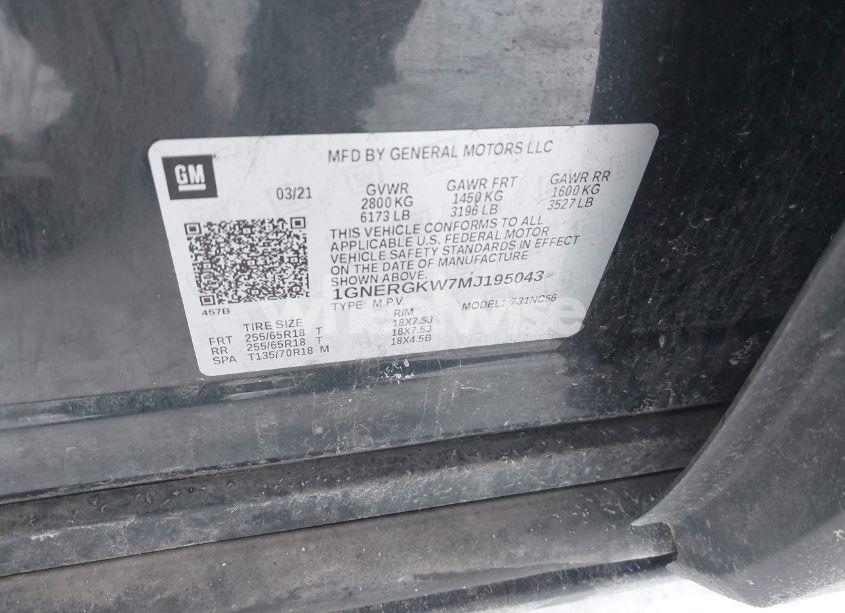 GM
MFD BY GENERAL MOTORS LLC
03/21 GVWR GAWR FRT GAWR RR
2800 KG 1450 KG 1600 KG
6173 LB 3196 LB 3527 LB
THIS VEHICLE CONFORMS TO ALL
APPLICABLE U.S. FEDERAL MOTOR
VEHICLE SAFETY STANDARDS IN EFFECT
ON THE DATE OF MANUFACTURE
SHOWN ABOVE.
1GNERGKW7MJ195043
457B TYPE: M.P.V. MODEL: 731NC56
TIRE SIZE RIM
FRT 255/65R18 T 18X7.5J
RR 255/65R18 T 18X7.5J
SPA T135/70R18 M 18X4.5B
wheelwise